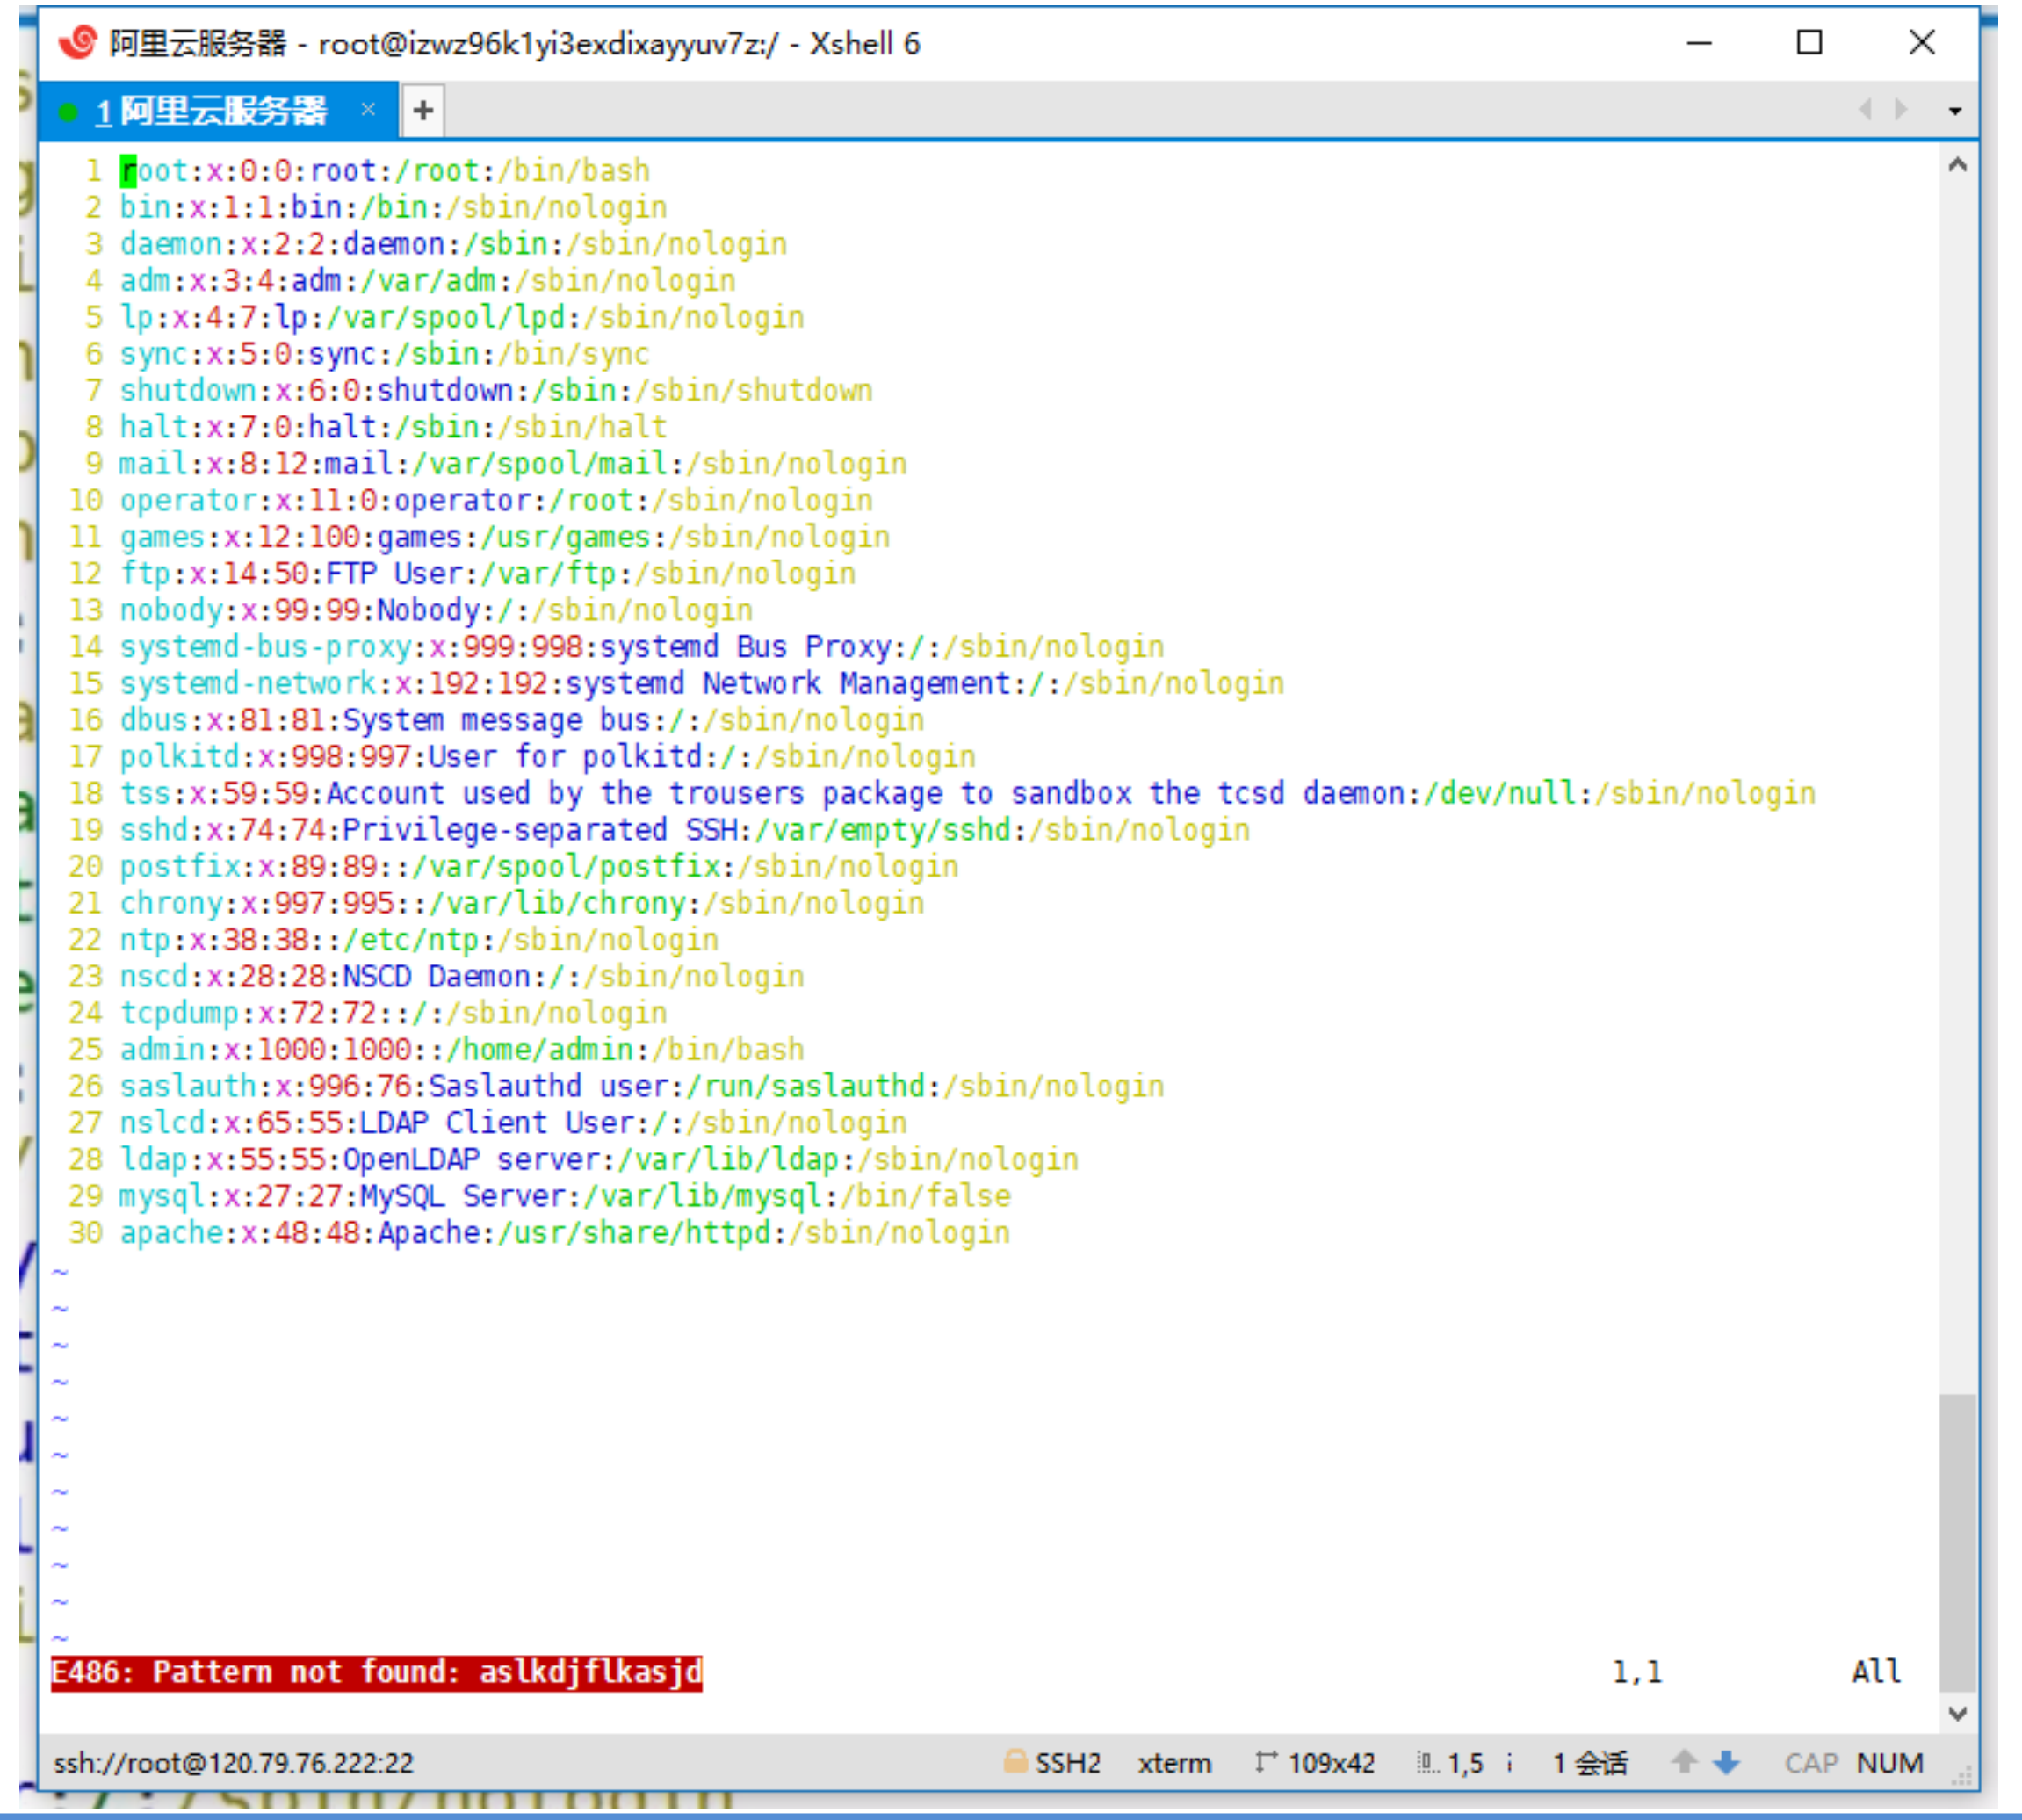 阿里云服务器 - root@izwz96k1yi3exdixayyuv7z:/ - Xshell 6
1 阿里云服务器 × +
1 root:x:0:0:root:/root:/bin/bash
2 bin:x:1:1:bin:/bin:/sbin/nologin
3 daemon:x:2:2:daemon:/sbin:/sbin/nologin
4 adm:x:3:4:adm:/var/adm:/sbin/nologin
5 lp:x:4:7:lp:/var/spool/lpd:/sbin/nologin
6 sync:x:5:0:sync:/sbin:/bin/sync
7 shutdown:x:6:0:shutdown:/sbin:/sbin/shutdown
8 halt:x:7:0:halt:/sbin:/sbin/halt
9 mail:x:8:12:mail:/var/spool/mail:/sbin/nologin
10 operator:x:11:0:operator:/root:/sbin/nologin
11 games:x:12:100:games:/usr/games:/sbin/nologin
12 ftp:x:14:50:FTP User:/var/ftp:/sbin/nologin
13 nobody:x:99:99:Nobody:/:/sbin/nologin
14 systemd-bus-proxy:x:999:998:systemd Bus Proxy:/:/sbin/nologin
15 systemd-network:x:192:192:systemd Network Management:/:/sbin/nologin
16 dbus:x:81:81:System message bus:/:/sbin/nologin
17 polkitd:x:998:997:User for polkitd:/:/sbin/nologin
18 tss:x:59:59:Account used by the trousers package to sandbox the tcsd daemon:/dev/null:/sbin/nologin
19 sshd:x:74:74:Privilege-separated SSH:/var/empty/sshd:/sbin/nologin
20 postfix:x:89:89::/var/spool/postfix:/sbin/nologin
21 chrony:x:997:995::/var/lib/chrony:/sbin/nologin
22 ntp:x:38:38::/etc/ntp:/sbin/nologin
23 nscd:x:28:28:NSCD Daemon:/:/sbin/nologin
24 tcpdump:x:72:72::/:/sbin/nologin
25 admin:x:1000:1000::/home/admin:/bin/bash
26 saslauth:x:996:76:Saslauthd user:/run/saslauthd:/sbin/nologin
27 nslcd:x:65:55:LDAP Client User:/:/sbin/nologin
28 ldap:x:55:55:OpenLDAP server:/var/lib/ldap:/sbin/nologin
29 mysql:x:27:27:MySQL Server:/var/lib/mysql:/bin/false
30 apache:x:48:48:Apache:/usr/share/httpd:/sbin/nologin
~
~
~
~
~
~
~
~
~
~
~
E486: Pattern not found: aslkdjflkasjd 1,1 All
ssh://root@120.79.76.222:22 SSH2 xterm 109x42 1,5 1 会话 CAP NUM